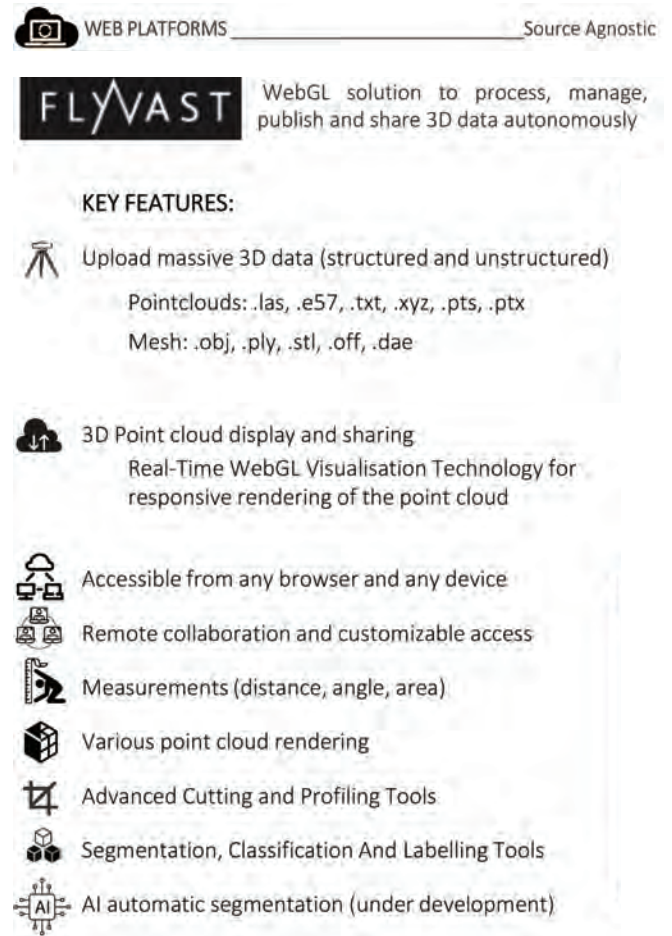 WEB PLATFORMS Source Agnostic
FLYVAST
WebGL solution to process, manage,
publish and share 3D data autonomously
KEY FEATURES:
Upload massive 3D data (structured and unstructured)
Pointclouds: .las, .e57, .txt, .xyz, .pts, .ptx
Mesh: .obj, .ply, .stl, .off, .dae
3D Point cloud display and sharing
Real-Time WebGL Visualisation Technology for
responsive rendering of the point cloud
Accessible from any browser and any device
Remote collaboration and customizable access
Measurements (distance, angle, area)
Various point cloud rendering
Advanced Cutting and Profiling Tools
Segmentation, Classification And Labelling Tools
AI AI automatic segmentation (under development)